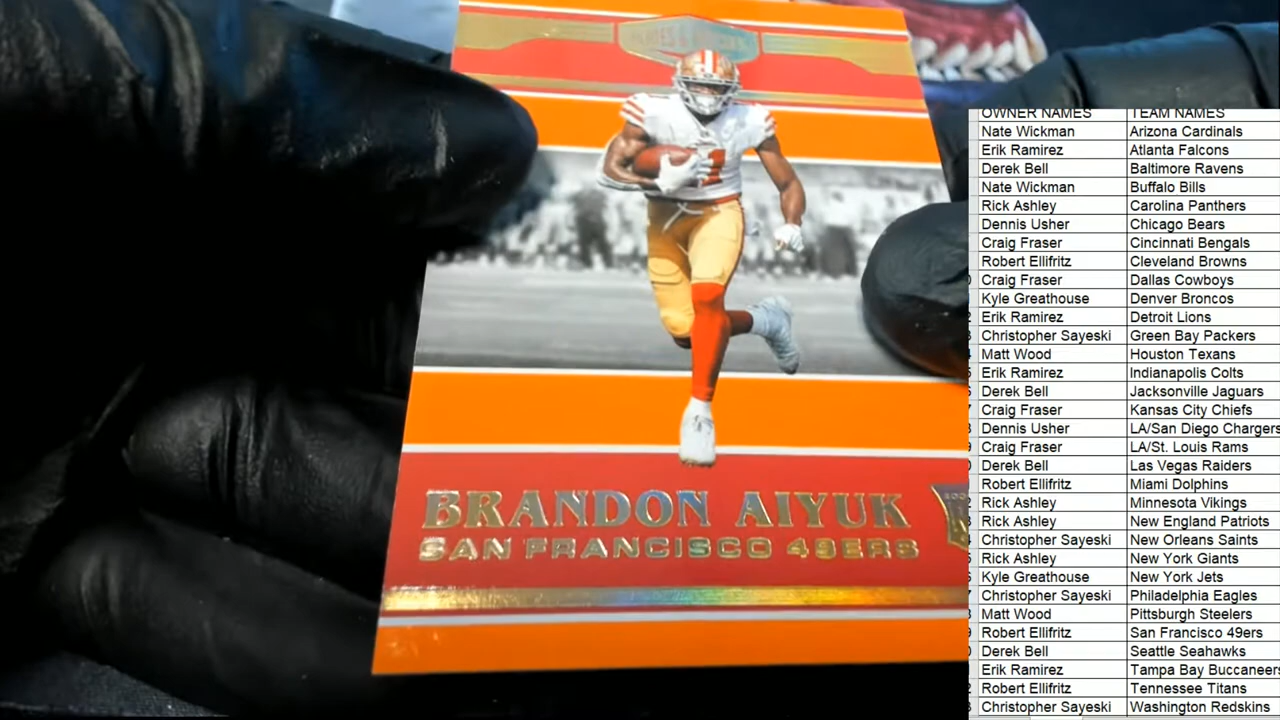 BRANDON AIYUK
SAN FRANCISCO 49ERS
OWNER NAMES TEAM NAMES
Nate Wickman Arizona Cardinals
Erik Ramirez Atlanta Falcons
Derek Bell Baltimore Ravens
Nate Wickman Buffalo Bills
Rick Ashley Carolina Panthers
Dennis Usher Chicago Bears
Craig Fraser Cincinnati Bengals
Robert Ellifritz Cleveland Browns
Craig Fraser Dallas Cowboys
Kyle Greathouse Denver Broncos
Erik Ramirez Detroit Lions
Christopher Sayeski Green Bay Packers
Matt Wood Houston Texans
Erik Ramirez Indianapolis Colts
Derek Bell Jacksonville Jaguars
Craig Fraser Kansas City Chiefs
Dennis Usher LA/San Diego Chargers
Craig Fraser LA/St. Louis Rams
Derek Bell Las Vegas Raiders
Robert Ellifritz Miami Dolphins
Rick Ashley Minnesota Vikings
Rick Ashley New England Patriots
Christopher Sayeski New Orleans Saints
Rick Ashley New York Giants
Kyle Greathouse New York Jets
Christopher Sayeski Philadelphia Eagles
Matt Wood Pittsburgh Steelers
Robert Ellifritz San Francisco 49ers
Derek Bell Seattle Seahawks
Erik Ramirez Tampa Bay Buccaneers
Robert Ellifritz Tennessee Titans
Christopher Sayeski Washington Redskins